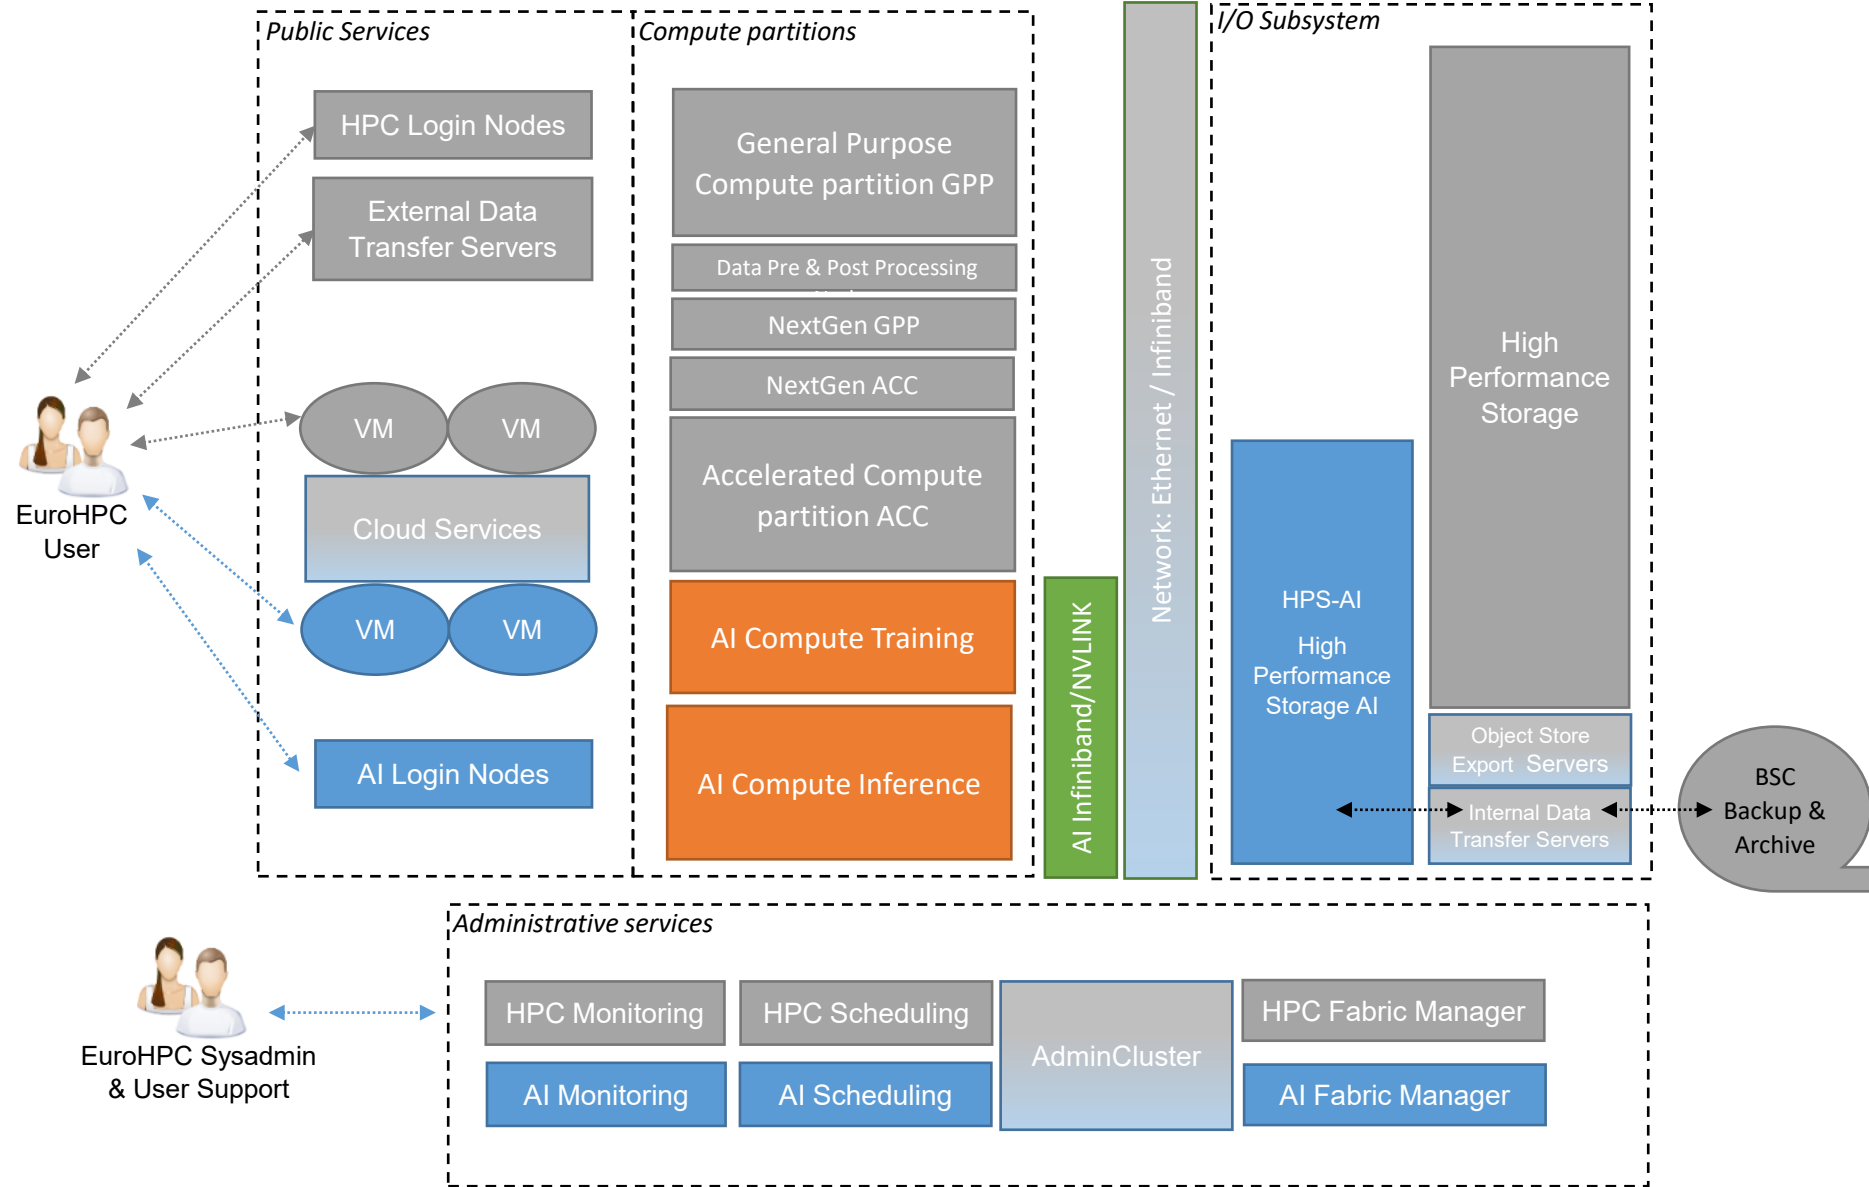 Public Services
HPC Login Nodes
External Data
Transfer Servers
VM
VM
Cloud Services
VM
VM
AI Login Nodes
EuroHPC
User
Compute partitions
General Purpose
Compute partition GPP
Data Pre & Post Processing
NextGen GPP
NextGen ACC
Accelerated Compute
partition ACC
AI Compute Training
AI Compute Inference
AI Infiniband/NVLINK
Network: Ethernet / Infiniband
I/O Subsystem
High
Performance
Storage
HPS-AI
High
Performance
Storage AI
Object Store
Export Servers
Internal Data
Transfer Servers
BSC
Backup &
Archive
Administrative services
EuroHPC Sysadmin
& User Support
HPC Monitoring
HPC Scheduling
AdminCluster
HPC Fabric Manager
AI Monitoring
AI Scheduling
AI Fabric Manager